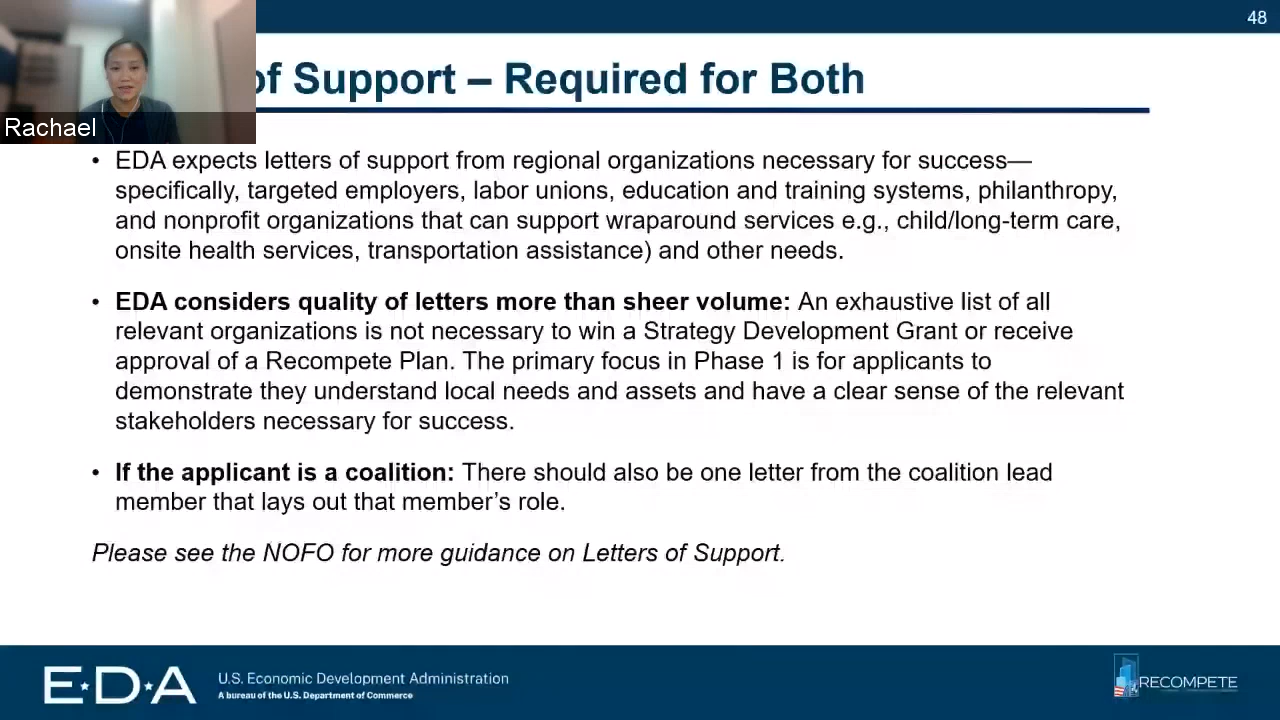 48
of Support – Required for Both
Rachael
• EDA expects letters of support from regional organizations necessary for success—
specifically, targeted employers, labor unions, education and training systems, philanthropy,
and nonprofit organizations that can support wraparound services e.g., child/long-term care,
onsite health services, transportation assistance) and other needs.
• EDA considers quality of letters more than sheer volume: An exhaustive list of all
relevant organizations is not necessary to win a Strategy Development Grant or receive
approval of a Recompete Plan. The primary focus in Phase 1 is for applicants to
demonstrate they understand local needs and assets and have a clear sense of the relevant
stakeholders necessary for success.
• If the applicant is a coalition: There should also be one letter from the coalition lead
member that lays out that member’s role.
Please see the NOFO for more guidance on Letters of Support.
E★D★A
U.S. Economic Development Administration
A bureau of the U.S. Department of Commerce
RECOMPETE